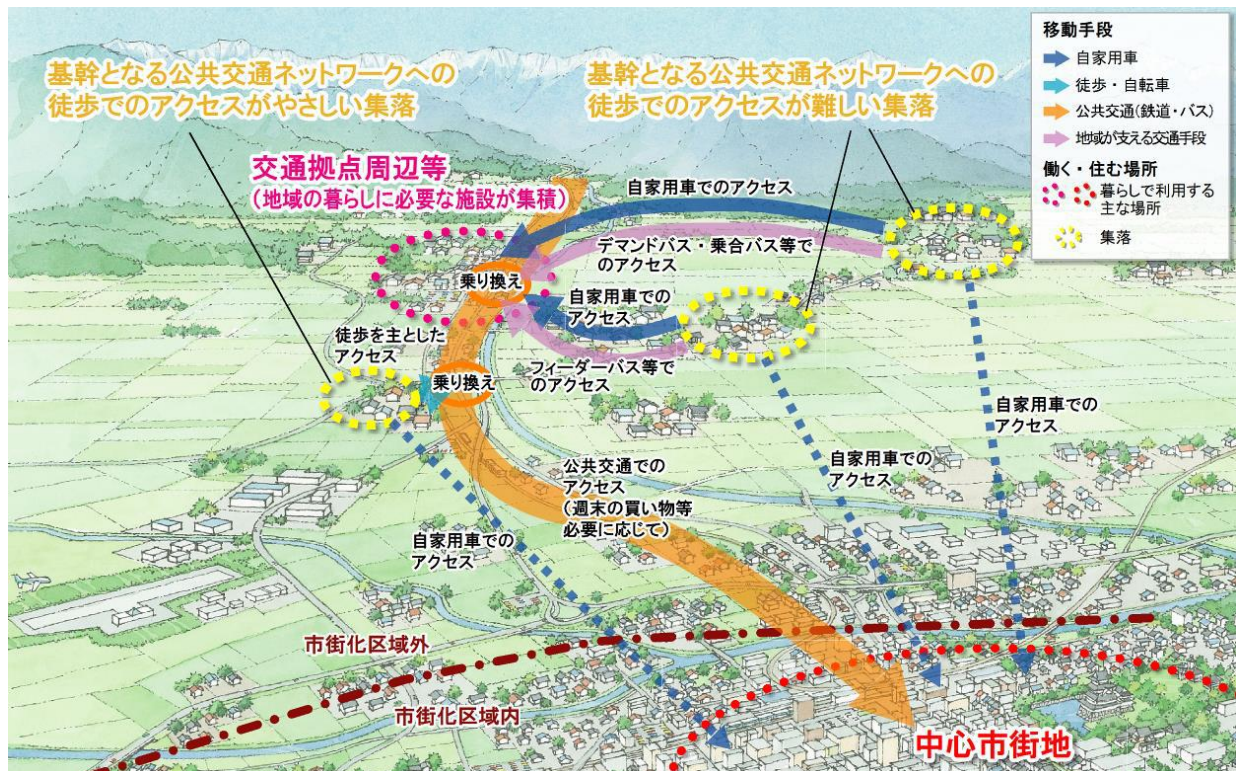 基幹となる公共交通ネットワークへの
徒歩でのアクセスがやさしい集落
基幹となる公共交通ネットワークへの
徒歩でのアクセスが難しい集落
移動手段
自家用車
徒歩・自転車
公共交通(鉄道・バス)
地域が支える交通手段
働く・住む場所
暮らしで利用する
主な場所
集落
交通拠点周辺等
(地域の暮らしに必要な施設が集積)
自家用車でのアクセス
デマンドバス・乗合バス等で
のアクセス
乗り換え
自家用車での
アクセス
徒歩を主とした
アクセス
フィーダーバス等で
のアクセス
乗り換え
自家用車での
アクセス
公共交通での
アクセス
(週末の買い物等
必要に応じて)
自家用車での
アクセス
自家用車での
アクセス
市街化区域外
市街化区域内
中心市街地